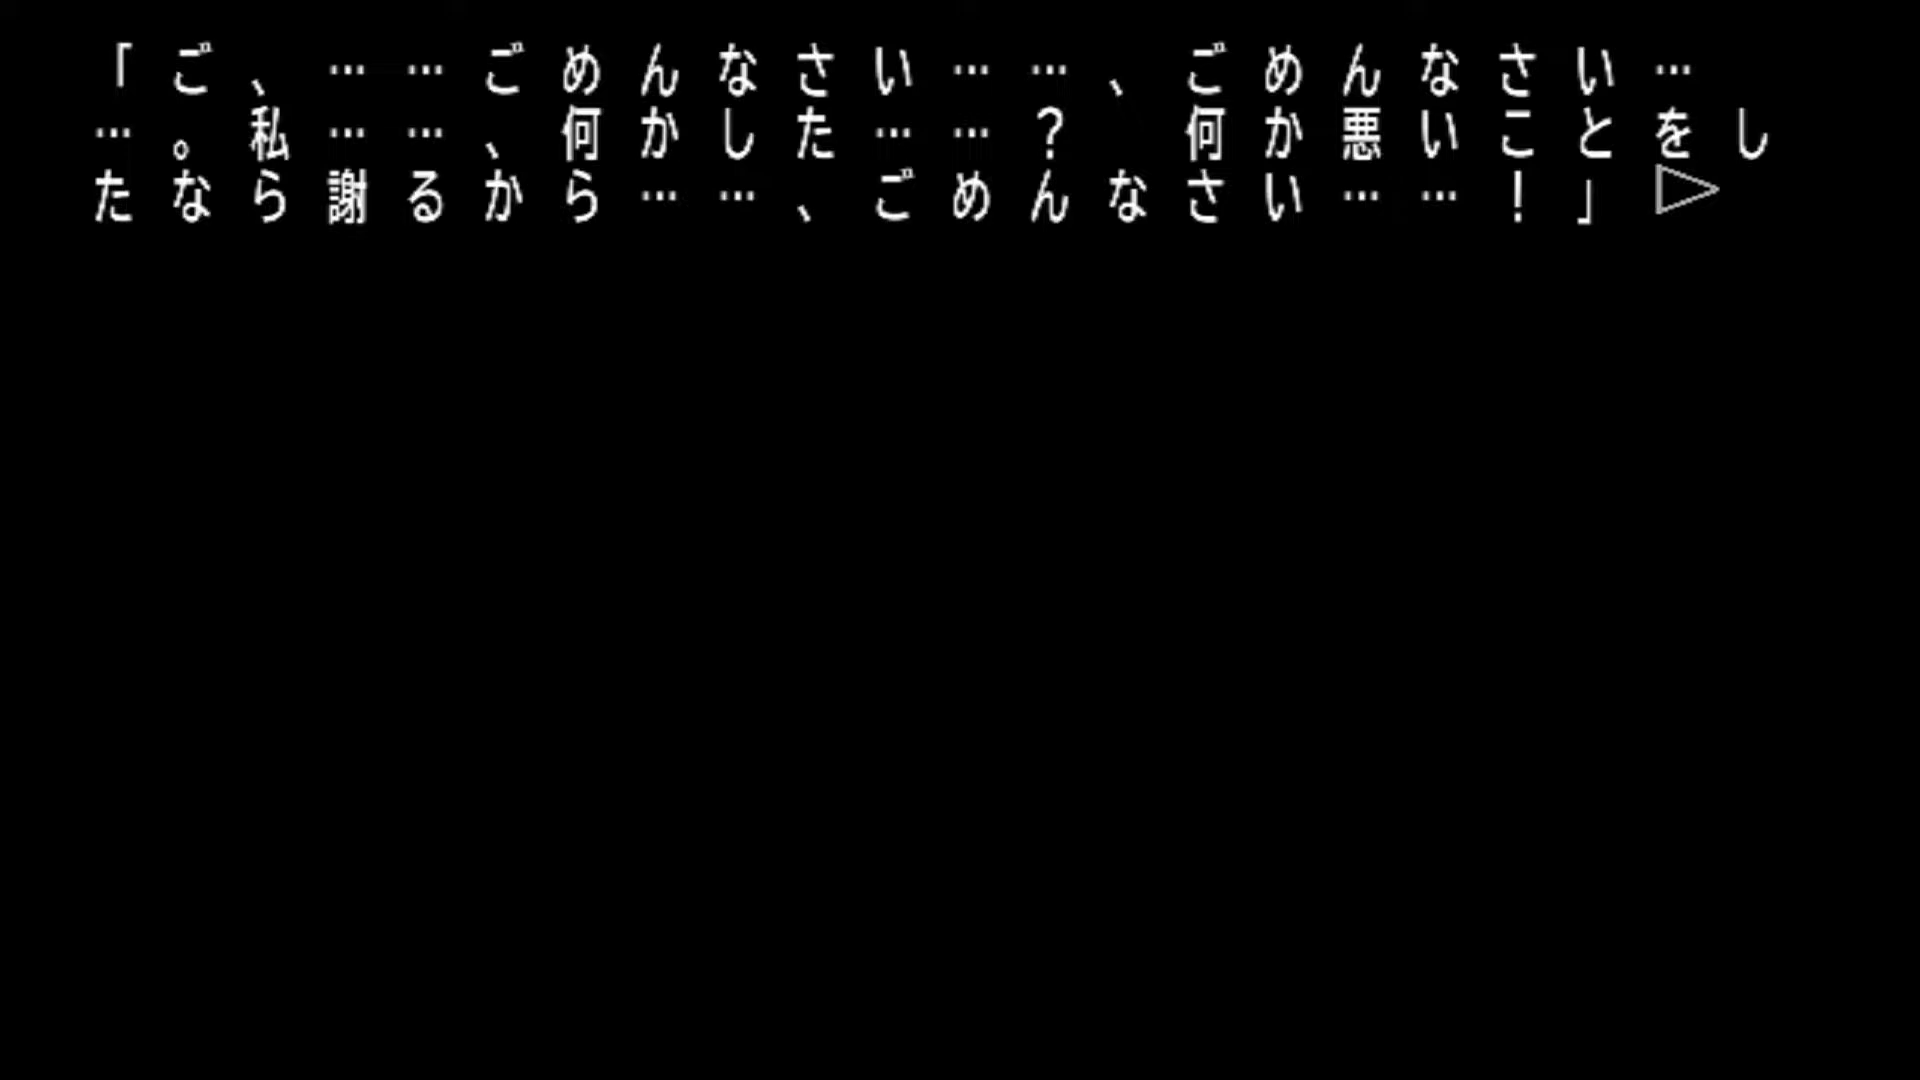 「ご、……ごめんなさい……、ごめんなさい…
…。私……、何かした……？　何か悪いことをし
たなら謝るから……、ごめんなさい……！」